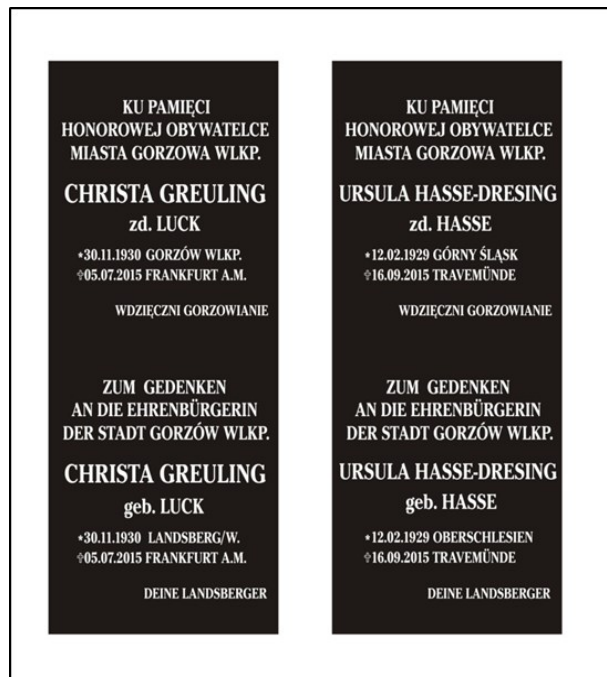 KU PAMIĘCI
HONOROWEJ OBYWATELCE
MIASTA GORZOWA WLKP.
CHRISTA GREULING
zd. LUCK
*30.11.1930 GORZÓW WLKP.
✞05.07.2015 FRANKFURT A.M.
WDZIĘCZNI GORZOWIANIE
ZUM GEDENKEN
AN DIE EHRENBÜRGERIN
DER STADT GORZÓW WLKP.
CHRISTA GREULING
geb. LUCK
*30.11.1930 LANDSBERG/W.
✞05.07.2015 FRANKFURT A.M.
DEINE LANDSBERGER
KU PAMIĘCI
HONOROWEJ OBYWATELCE
MIASTA GORZOWA WLKP.
URSULA HASSE-DRESING
zd. HASSE
*12.02.1929 GÓRNY ŚLĄSK
✞16.09.2015 TRAVEMÜNDE
WDZIĘCZNI GORZOWIANIE
ZUM GEDENKEN
AN DIE EHRENBÜRGERIN
DER STADT GORZÓW WLKP.
URSULA HASSE-DRESING
geb. HASSE
*12.02.1929 OBERSCHLESIEN
✞16.09.2015 TRAVEMÜNDE
DEINE LANDSBERGER